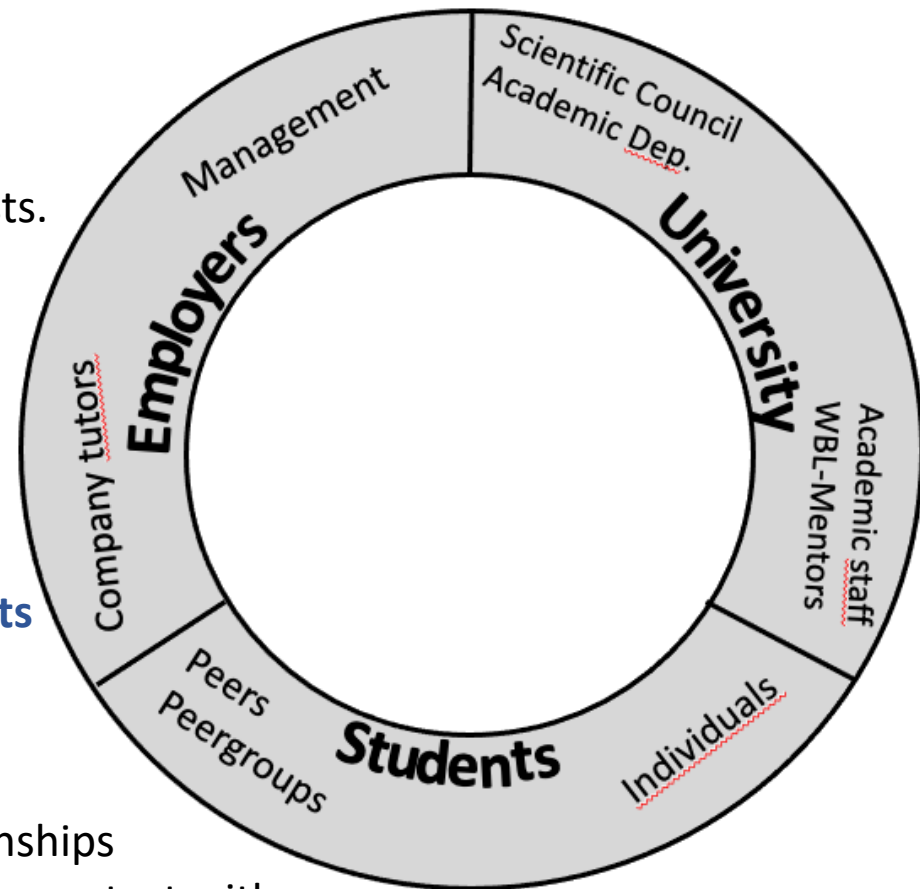 Scientific Council
Academic Dep.
University
Academic staff
WBL-Mentors
Individuals
Students
Peers
Peergroups
Company tutors
Employers
Management
ts.
ts
nships